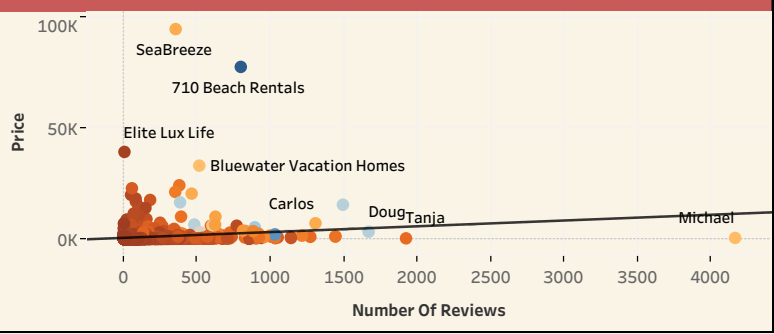 100K
SeaBreeze
710 Beach Rentals
50K
Elite Lux Life
Bluewater Vacation Homes
Carlos
Doug
Tanja
Michael
0K
Price
0 500 1000 1500 2000 2500 3000 3500 4000
Number Of Reviews